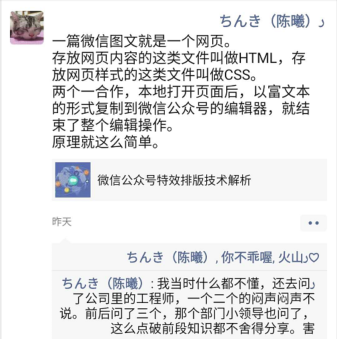 ちんき（陈曦）ر
一篇微信图文就是一个网页。
存放网页内容的这类文件叫做HTML，存
放网页样式的这类文件叫做CSS。
两个一合作，本地打开页面后，以富文本
的形式复制到微信公众号的编辑器，就结
束了整个编辑操作。
原理就这么简单。
微信公众号特效排版技术解析
昨天
ちんき（陈曦）, 你不乖喔, 火山ر♡
ちんき（陈曦）: 我当时什么都不懂，还去问ر
了公司里的工程师，一个二个的闷声闷声不
说。前后问了三个，那个部门小领导也问了，
这么点破前段知识都不舍得分享。害